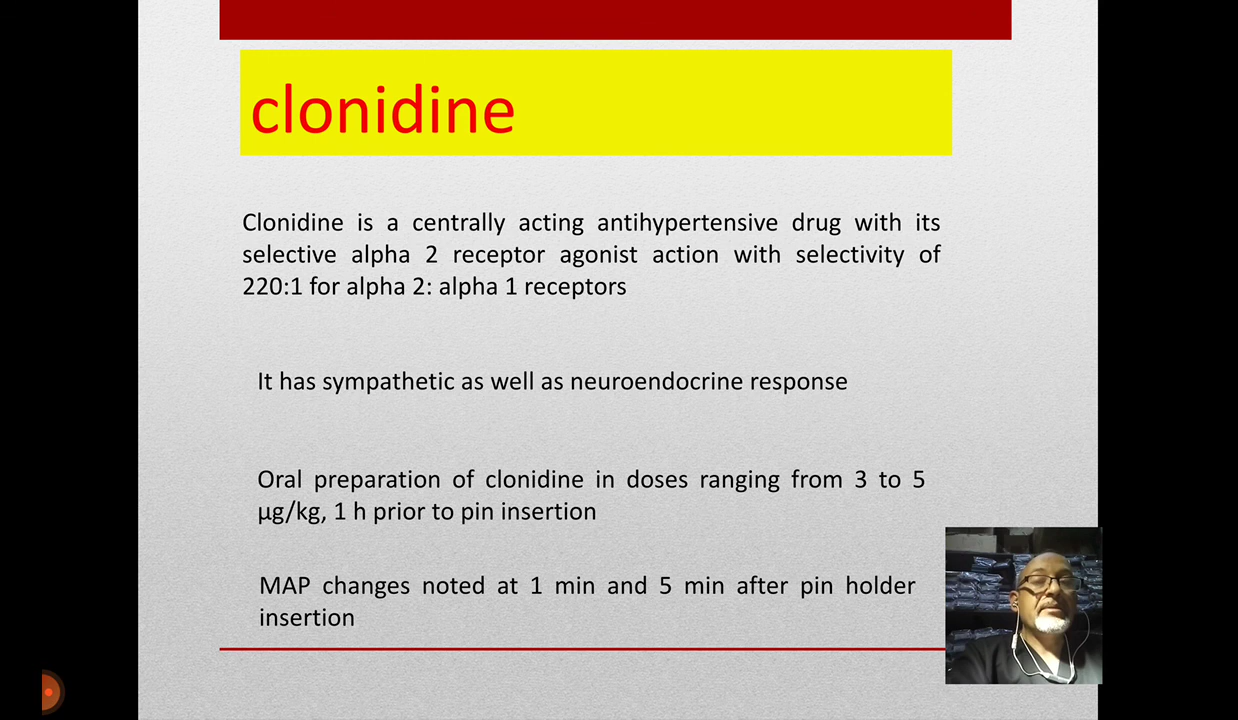 clonidine
Clonidine is a centrally acting antihypertensive drug with its
selective alpha 2 receptor agonist action with selectivity of
220:1 for alpha 2: alpha 1 receptors
It has sympathetic as well as neuroendocrine response
Oral preparation of clonidine in doses ranging from 3 to 5
µg/kg, 1 h prior to pin insertion
MAP changes noted at 1 min and 5 min after pin holder
insertion